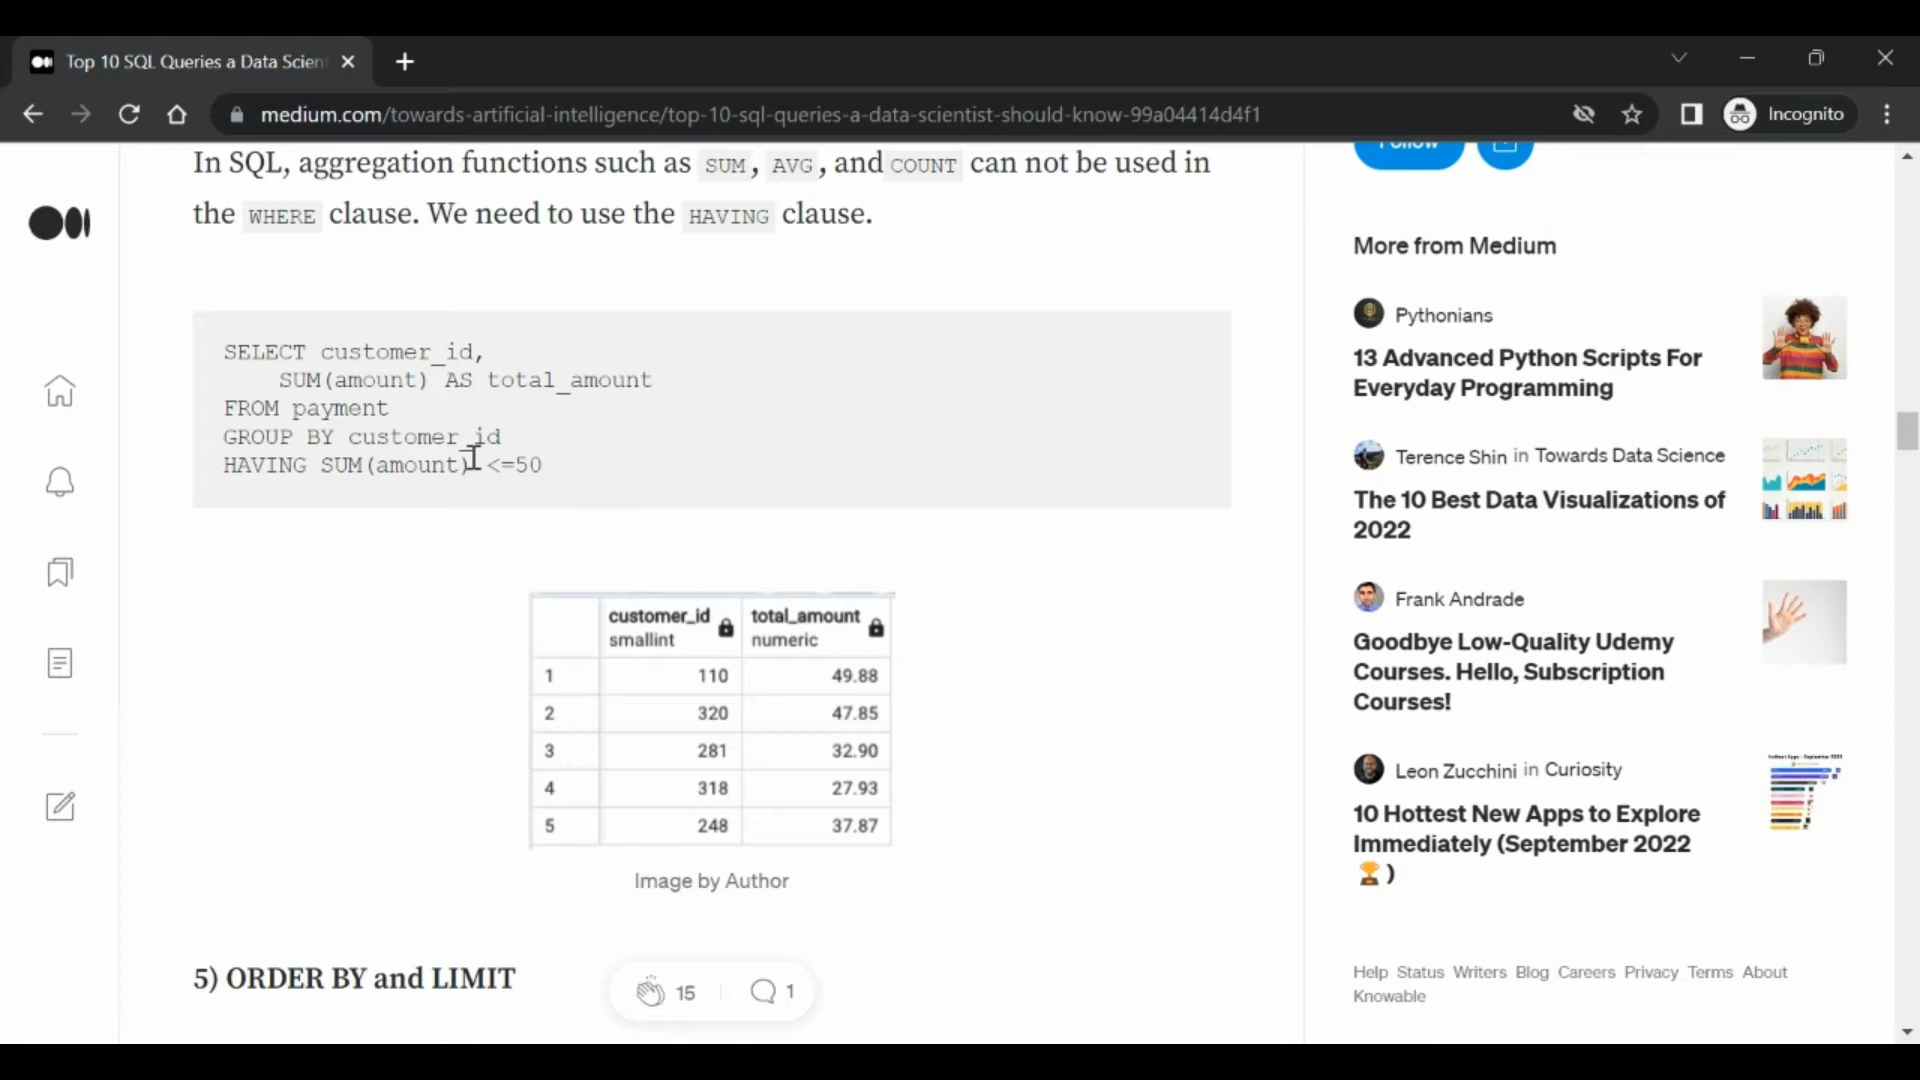 Top 10 SQL Queries a Data Scien
medium.com/towards-artificial-intelligence/top-10-sql-queries-a-data-scientist-should-know-99a04414d4f1
Incognito
In SQL, aggregation functions such as SUM, AVG, and COUNT can not be used in
the WHERE clause. We need to use the HAVING clause.
SELECT customer_id,
SUM(amount) AS total_amount
FROM payment
GROUP BY customer_id
HAVING SUM(amount) <=50
customer_id total_amount
smallint numeric
1 110 49.88
2 320 47.85
3 281 32.90
4 318 27.93
5 248 37.87
Image by Author
5) ORDER BY and LIMIT
15 1
Follow
More from Medium
Pythonians
13 Advanced Python Scripts For
Everyday Programming
Terence Shin in Towards Data Science
The 10 Best Data Visualizations of
2022
Frank Andrade
Goodbye Low-Quality Udemy
Courses. Hello, Subscription
Courses!
Leon Zucchini in Curiosity
10 Hottest New Apps to Explore
Immediately (September 2022
🏆)
Help Status Writers Blog Careers Privacy Terms About
Knowable